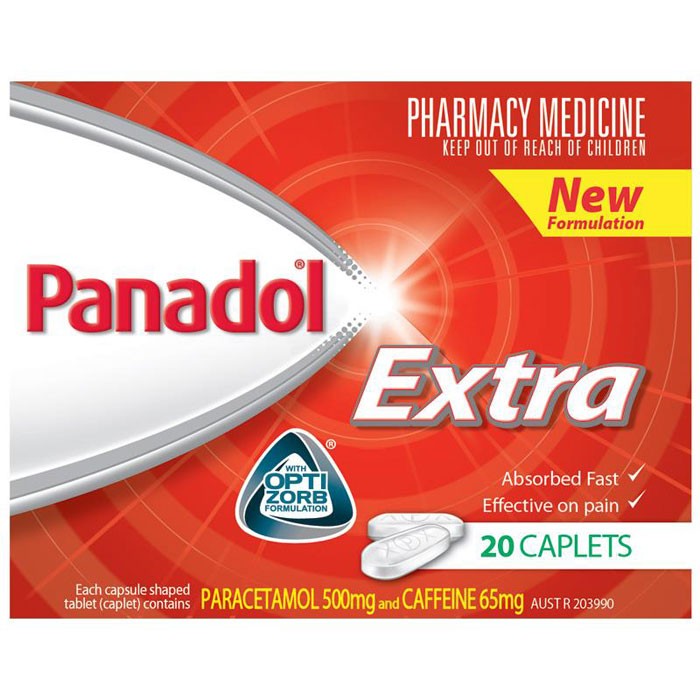 PHARMACY MEDICINE
KEEP OUT OF REACH OF CHILDREN
New
Formulation
Panadol®
Extra
®
WITH
OPTI
ZORB
FORMULATION
Absorbed Fast ✓
Effective on pain ✓
20 CAPLETS
Each capsule shaped
tablet (caplet) contains PARACETAMOL 500mg and CAFFEINE 65mg AUST R 203990